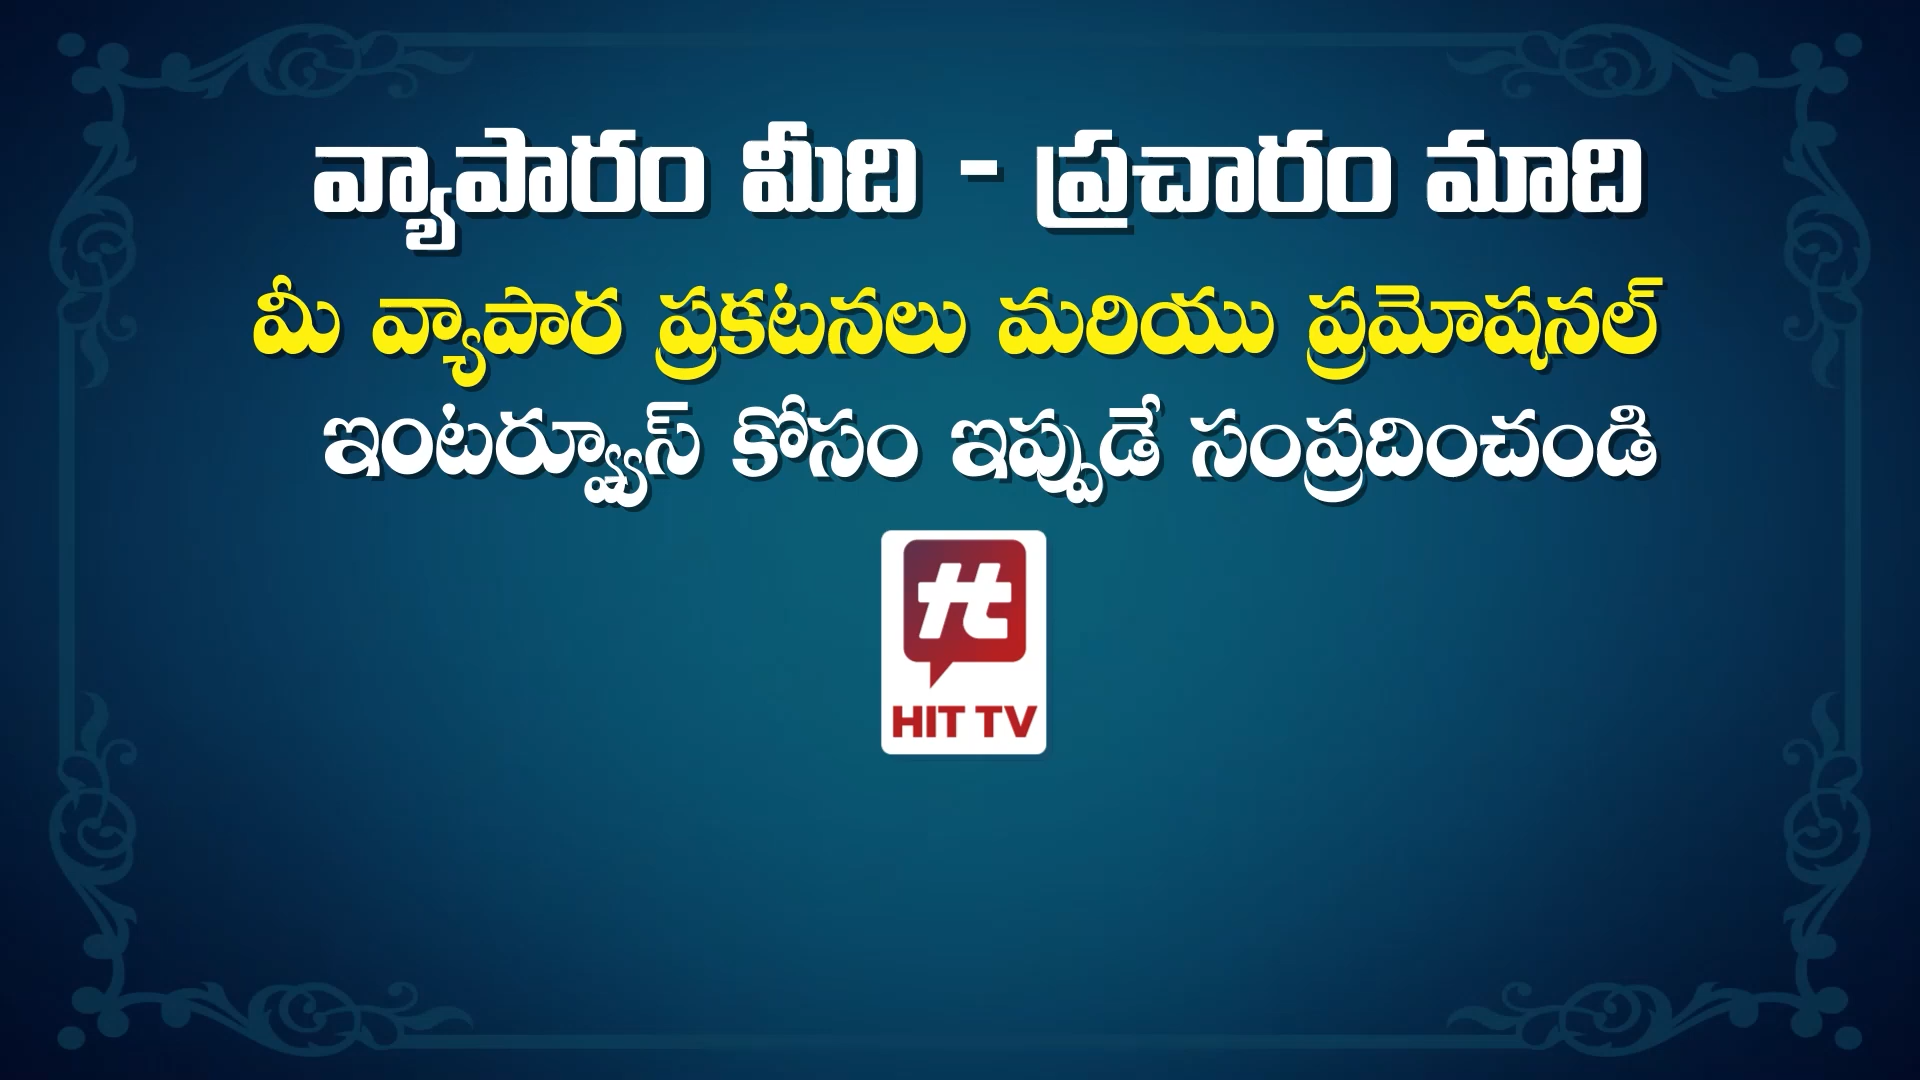 వ్యాపారం మీది - ప్రచారం మాది
మీ వ్యాపార ప్రకటనలు మరియు ప్రమోషనల్
ఇంటర్వ్యూస్ కోసం ఇప్పుడే సంప్రదించండి
HIT TV